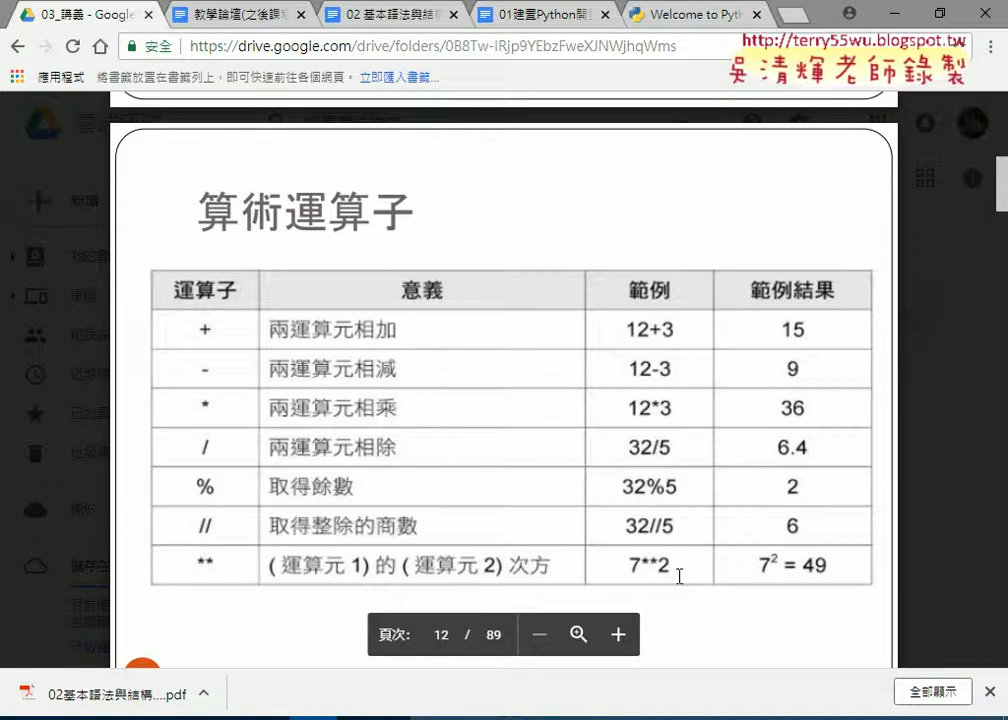 03_講義 - Google
教學論壇(之後課
02 基本語法與結
01建置Python開
Welcome to Pyth
安全
https://drive.google.com/drive/folders/0B8Tw-IRjp9YEbzFweXJNWjhqWms
http://terry55wu.blogspot.tw
吳清輝老師錄製
應用程式
將書籤放置在書籤列上，即可快速前往各個網頁。
立即匯入書籤...
算術運算子
運算子 意義 範例 範例結果
+ 兩運算元相加 12+3 15
- 兩運算元相減 12-3 9
* 兩運算元相乘 12*3 36
/ 兩運算元相除 32/5 6.4
% 取得餘數 32%5 2
// 取得整除的商數 32//5 6
** ( 運算元 1) 的 ( 運算元 2) 次方 7**2 7² = 49
頁次: 12 / 89
02基本語法與結構....pdf
全部顯示